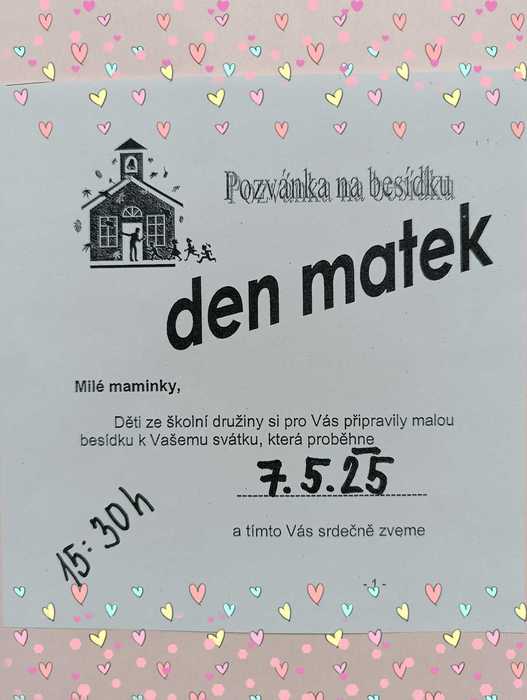 Pozvánka na besídku
den matek
Milé maminky,
Děti ze školní družiny si pro Vás připravily malou
besídku k Vašemu svátku, která proběhne
7.5.25
15:30h
a tímto Vás srdečně zveme
- 1 -